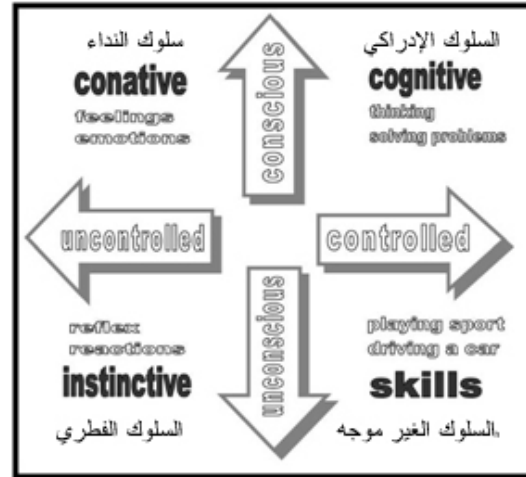 سلوك النداء
conative
feelings
emotions
السلوك الإدراكي
cognitive
thinking
solving problems
conscious
uncontrolled
controlled
unconscious
reflex
reactions
instinctive
السلوك الفطري
playing sport
driving a car
skills
السلوك الغير موجه